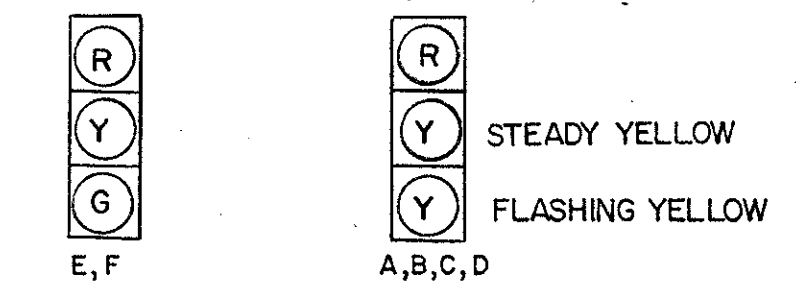 R R
Y Y STEADY YELLOW
G Y FLASHING YELLOW
E, F A,B,C,D